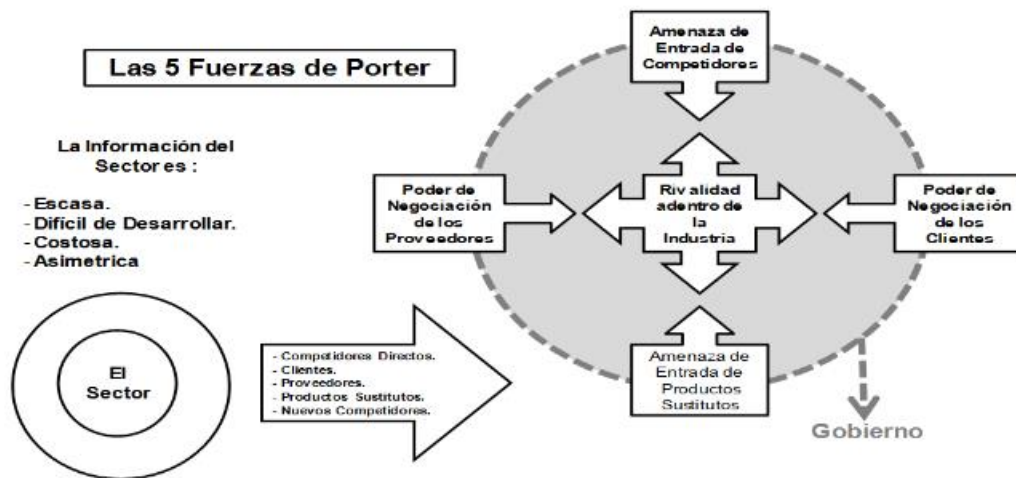 Las 5 Fuerzas de Porter
La Información del
Sector es :
- Escasa.
- Difícil de Desarrollar.
- Costosa.
- Asimetrica
El
Sector
- Competidores Directos.
- Clientes.
- Proveedores.
- Productos Sustitutos.
- Nuevos Competidores.
Amenaza de
Entrada de
Competidores
Poder de
Negociación
de los
Proveedores
Rivalidad
adentro de
la
Industria
Poder de
Negociación
de los
Clientes
Amenaza de
Entrada de
Productos
Sustitutos
Gobierno